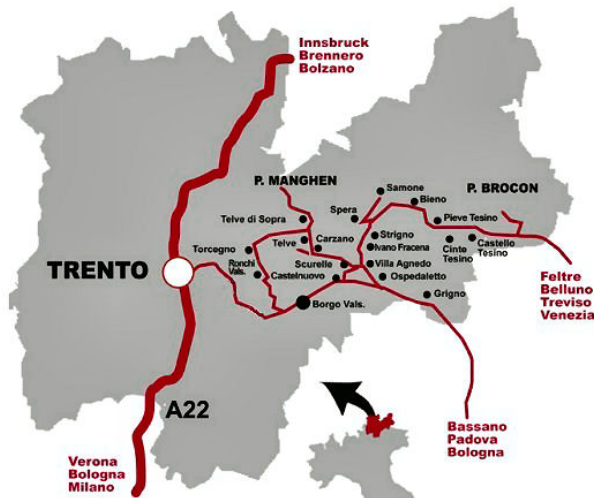 Innsbruck
Brennero
Bolzano
P. MANGHEN
Samone
P. BROCON
Bieno
Telve di Sopra
Spera
Pieve Tesino
Strigno
Telve
Carzano
Torcegno
Ivano Fracena
Cinte
Tesino
Castello
Tesino
Ronchi
Vals.
Scurelle
Villa Agnedo
TRENTO
Castelnuovo
Ospedaletto
Feltre
Belluno
Treviso
Venezia
Grigno
Borgo Vals.
A22
Bassano
Padova
Bologna
Verona
Bologna
Milano